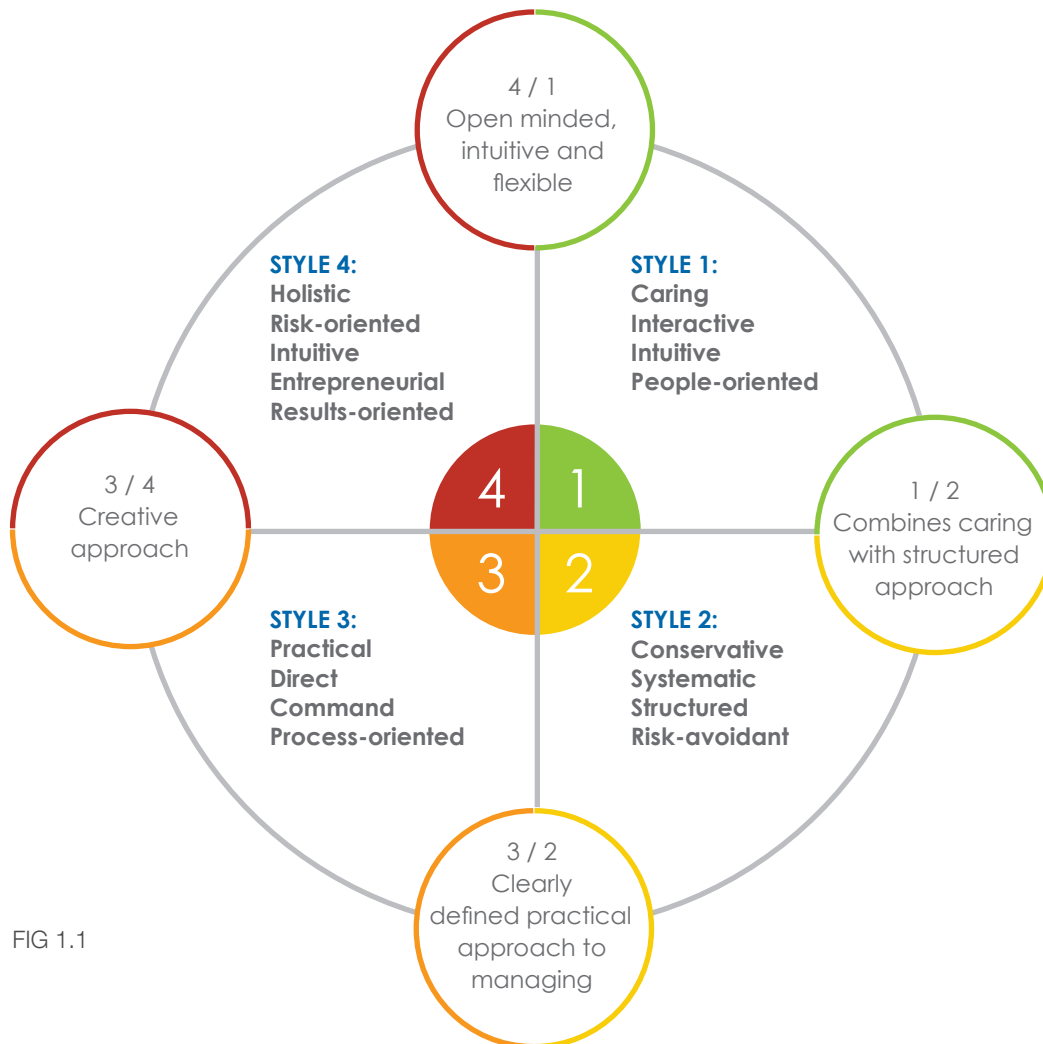 4 / 1
Open minded,
intuitive and
flexible
STYLE 4:
Holistic
Risk-oriented
Intuitive
Entrepreneurial
Results-oriented
STYLE 1:
Caring
Interactive
Intuitive
People-oriented
3 / 4
Creative
approach
4
1
3
2
1 / 2
Combines caring
with structured
approach
STYLE 3:
Practical
Direct
Command
Process-oriented
STYLE 2:
Conservative
Systematic
Structured
Risk-avoidant
3 / 2
Clearly
defined practical
approach to
managing
FIG 1.1